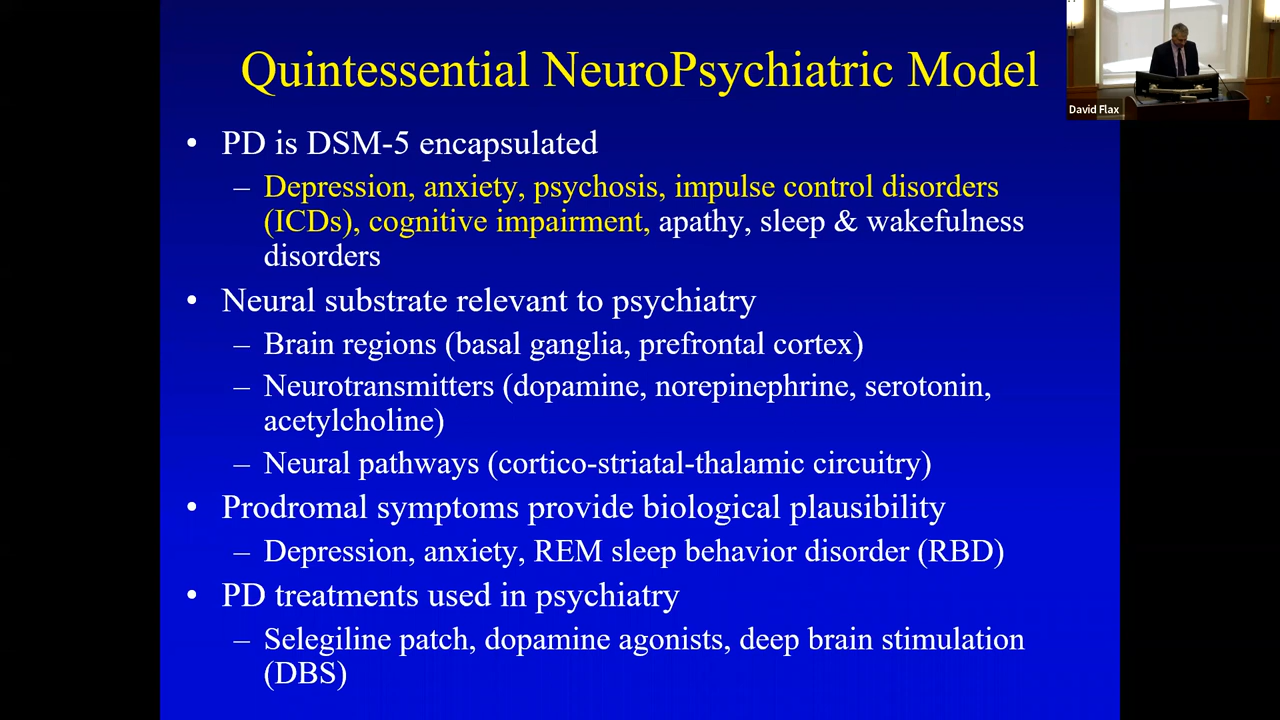 Quintessential NeuroPsychiatric Model
David Flax
• PD is DSM-5 encapsulated
– Depression, anxiety, psychosis, impulse control disorders
(ICDs), cognitive impairment, apathy, sleep & wakefulness
disorders
• Neural substrate relevant to psychiatry
– Brain regions (basal ganglia, prefrontal cortex)
– Neurotransmitters (dopamine, norepinephrine, serotonin,
acetylcholine)
– Neural pathways (cortico-striatal-thalamic circuitry)
• Prodromal symptoms provide biological plausibility
– Depression, anxiety, REM sleep behavior disorder (RBD)
• PD treatments used in psychiatry
– Selegiline patch, dopamine agonists, deep brain stimulation
(DBS)